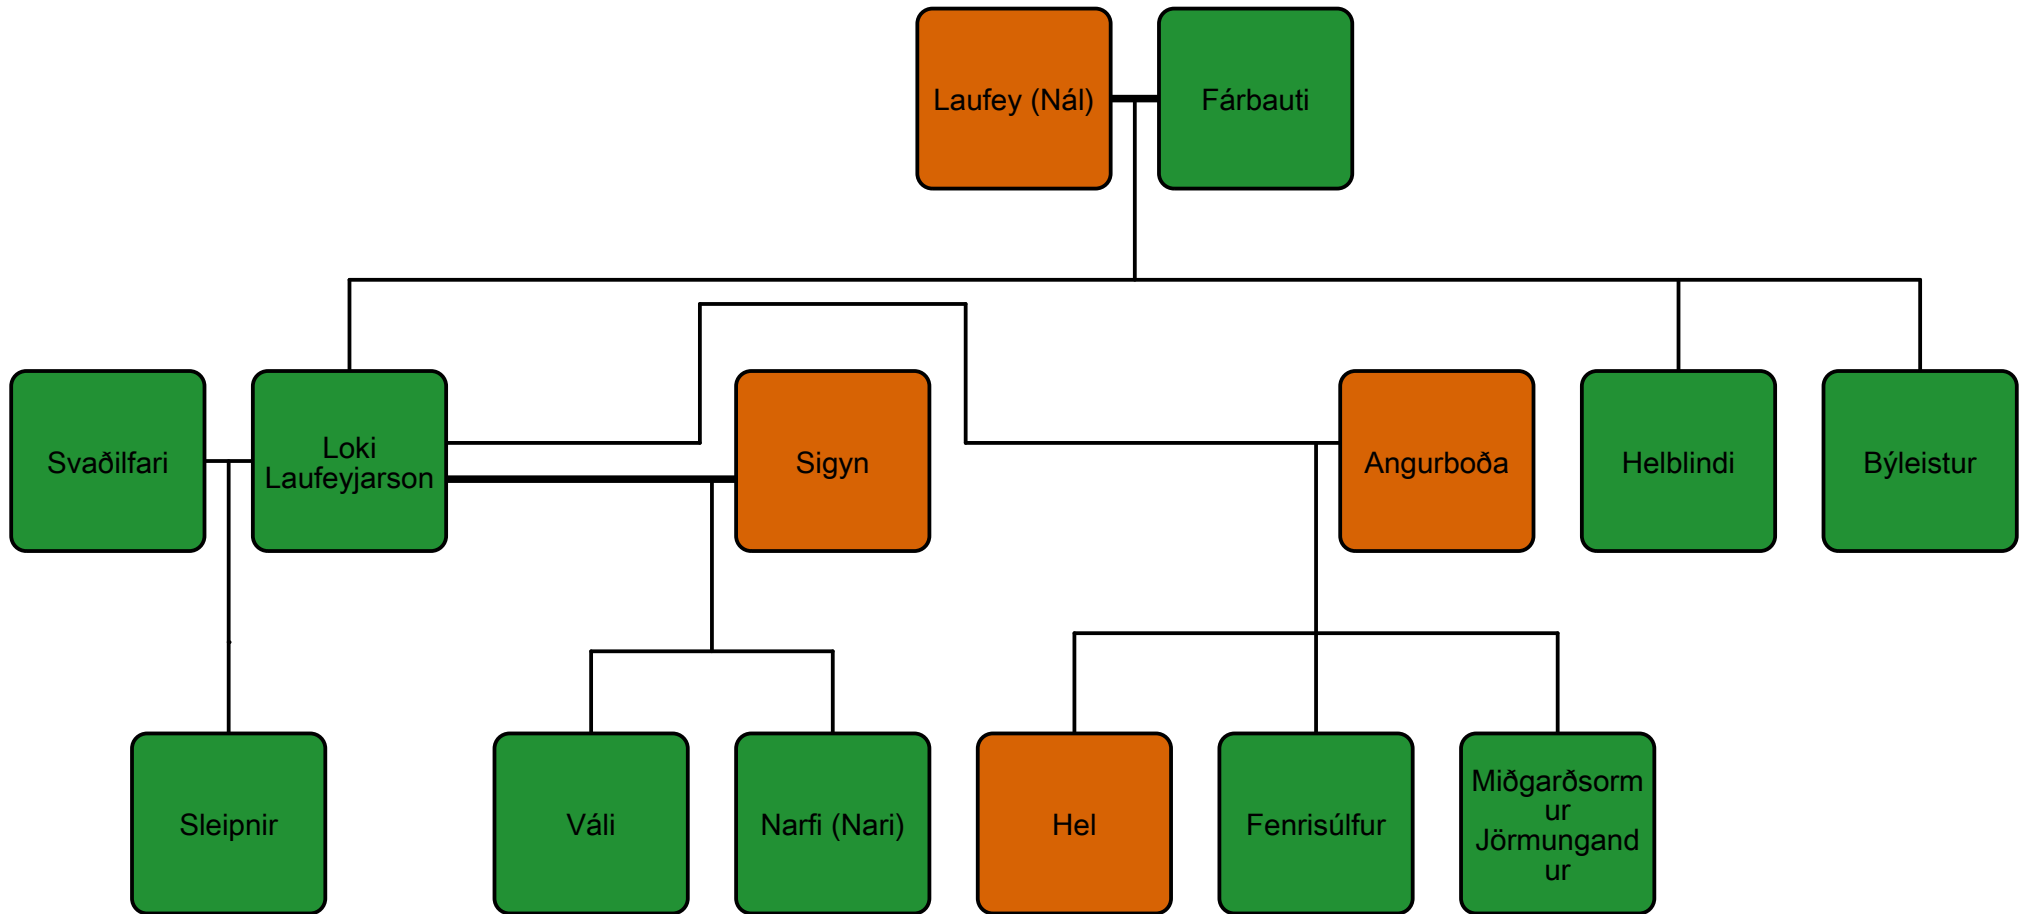 Laufey (Nál)
Fárbauti
Svaðilfari
Loki
Laufeyjarson
Sigyn
Angurboða
Helblindi
Býleistur
Sleipnir
Váli
Narfi (Nari)
Hel
Fenrisúlfur
Miðgarðsorm
ur
Jörmungand
ur